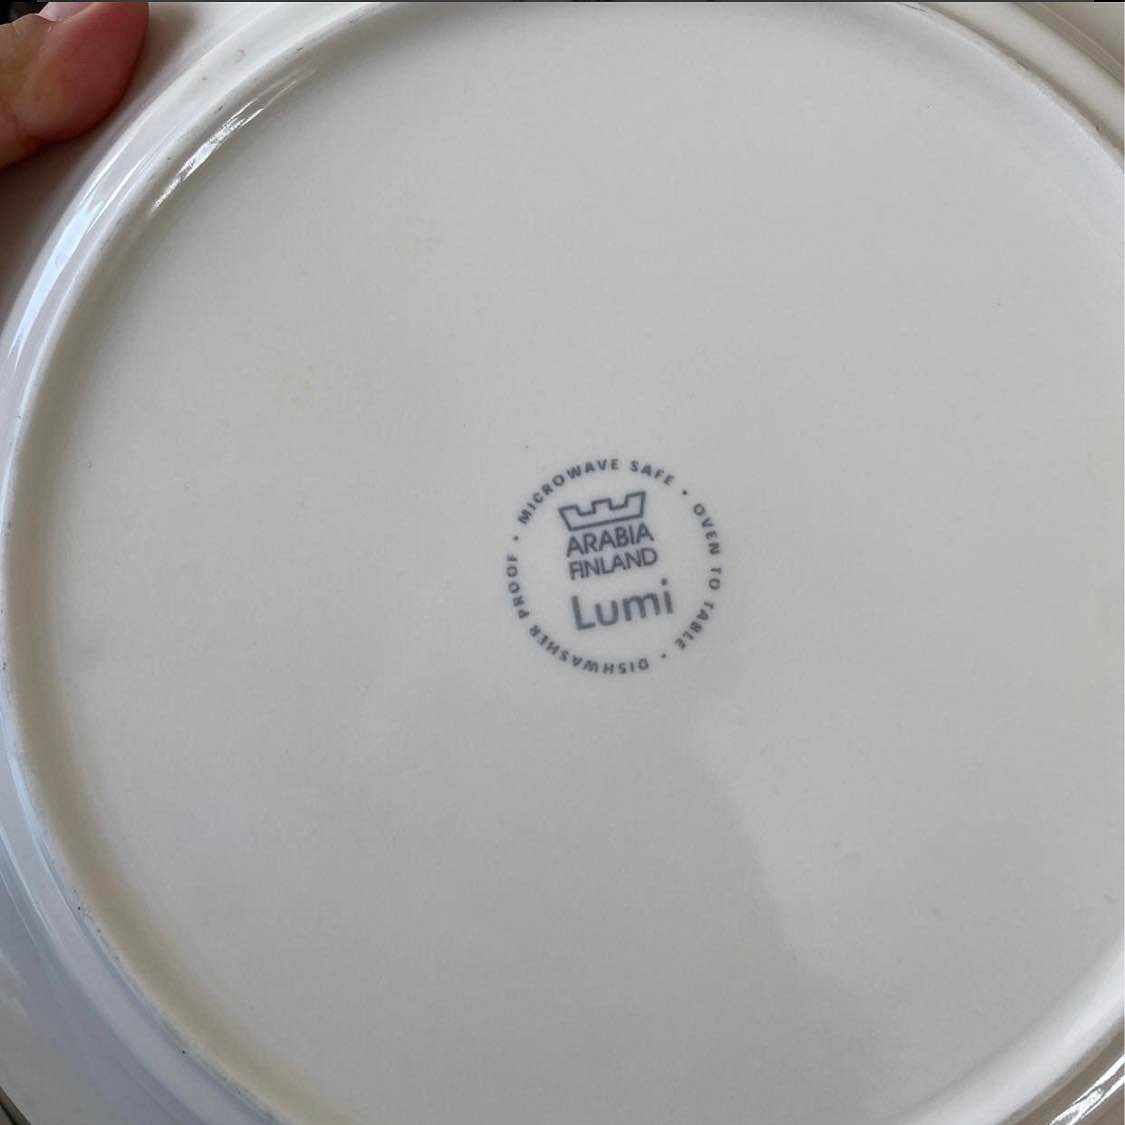 • MICROWAVE SAFE • OVEN TO TABLE • DISHWASHER PROOF
ARABIA
FINLAND
Lumi